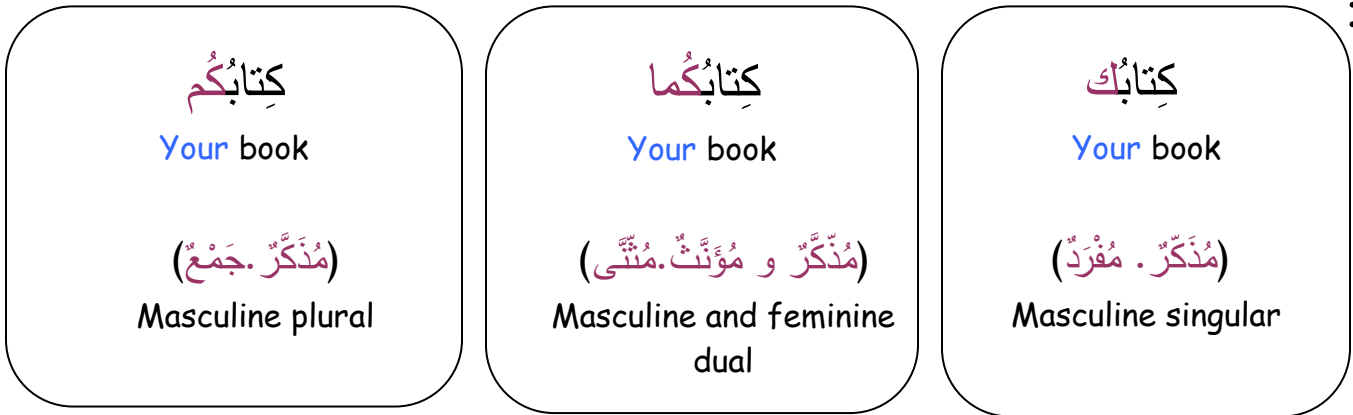 كِتابُك
Your book
(مُذَكّرٌ. مُفْرَدٌ)
Masculine singular
كِتابُكُما
Your book
(مُذّكَّرٌ و مُؤَنَّثٌ.مُثّنَّى)
Masculine and feminine
dual
كِتابُكُم
Your book
(مُذَكَّرٌ.جَمْعٌ)
Masculine plural